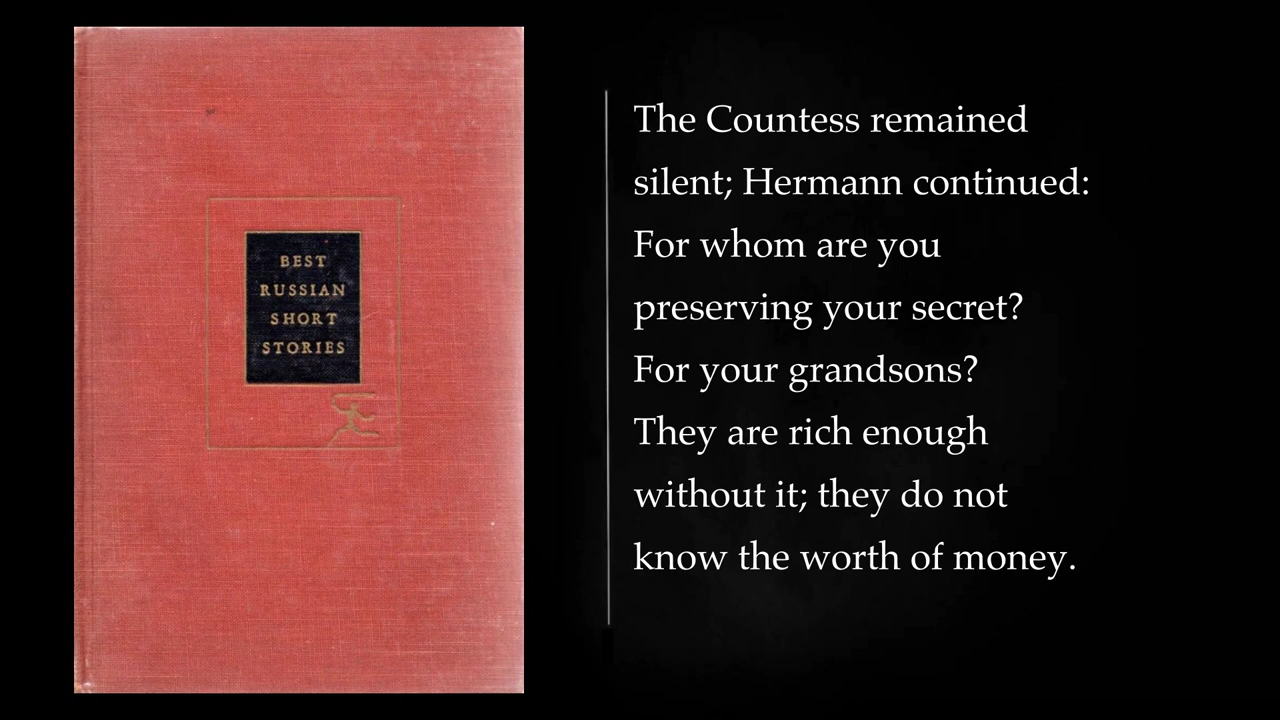 BEST
RUSSIAN
SHORT
STORIES
The Countess remained
silent; Hermann continued:
For whom are you
preserving your secret?
For your grandsons?
They are rich enough
without it; they do not
know the worth of money.